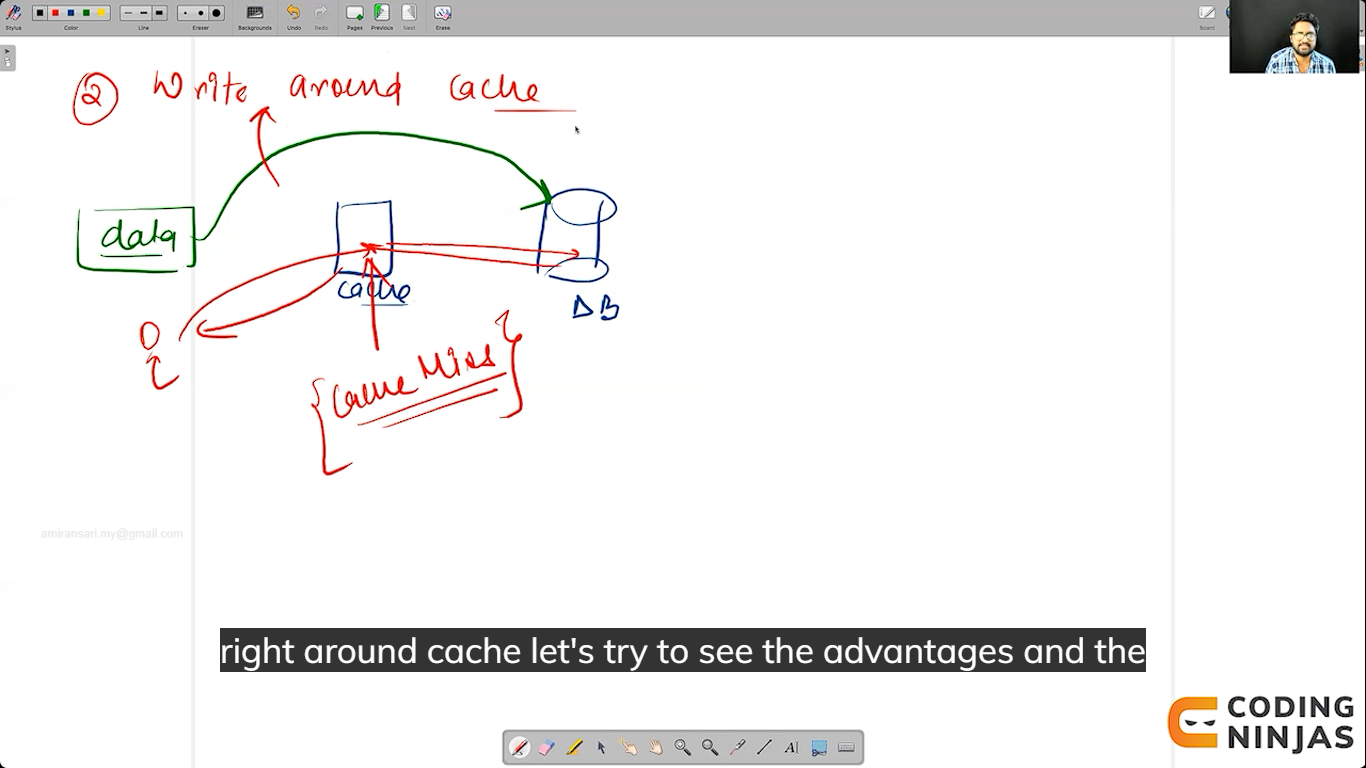 Stylus
Color
Line
Eraser
Backgrounds
Undo
Redo
Pages
Previous
Next
Erase
② Write around cache
data
cache
DB
{cache Miss}
amiransari.my@gmail.com
right around cache let's try to see the advantages and the
CODING
NINJAS